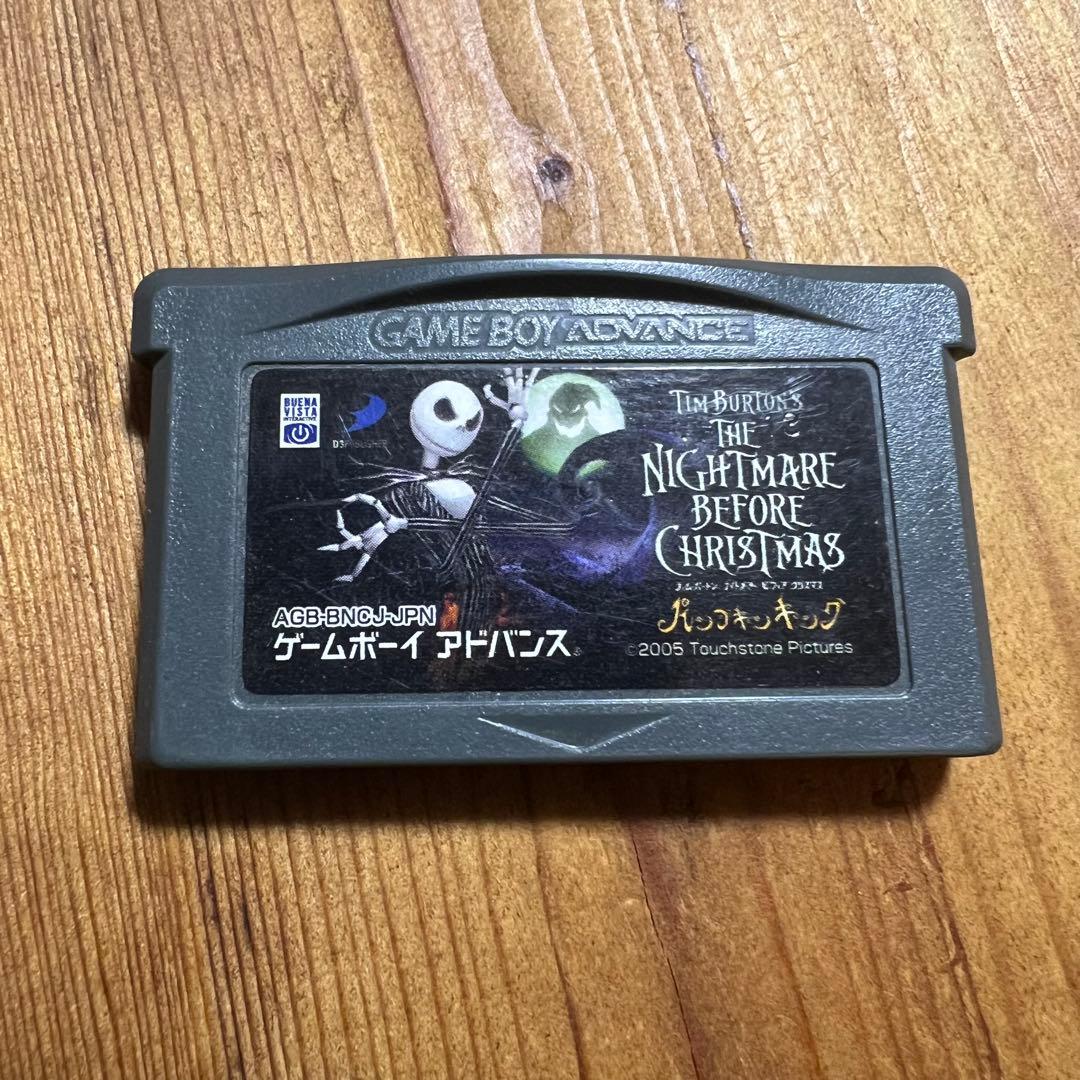 GAME BOY ADVANCE
BUENA
VISTA
INTERACTIVE
D3PUBLISHER
TIM BURTON'S
THE
NIGHTMARE
BEFORE
CHRISTMAS
ティム・バートン ナイトメアー ビフォア クリスマス
パンプキンキング
AGB-BNCJ-JPN
ゲームボーイ アドバンス
©2005 Touchstone Pictures